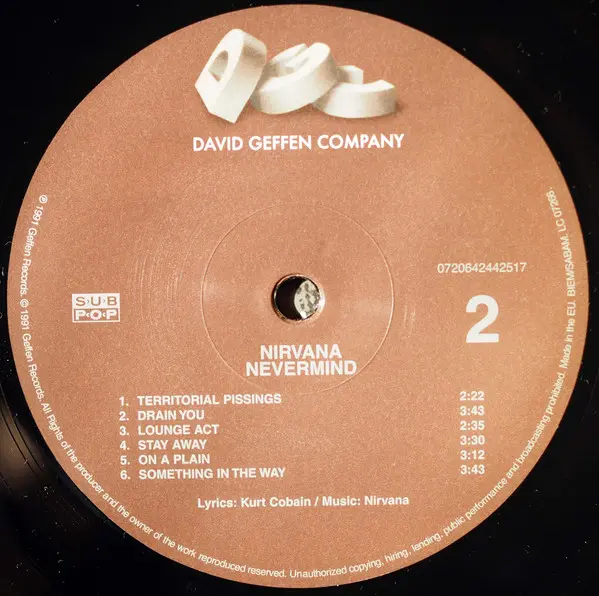 DGC
DAVID GEFFEN COMPANY
0720642442517
SUB
POP
2
NIRVANA
NEVERMIND
1. TERRITORIAL PISSINGS 2:22
2. DRAIN YOU 3:43
3. LOUNGE ACT 2:35
4. STAY AWAY 3:30
5. ON A PLAIN 3:12
6. SOMETHING IN THE WAY 3:43
Lyrics: Kurt Cobain / Music: Nirvana
℗ 1991 Geffen Records, © 1991 Geffen Records. All Rights of the producer and the owner of the work reproduced reserved. Unauthorized copying, hiring, lending, public performance and broadcasting prohibited. Made in the EU. BIEM/SABAM. LC 07266.